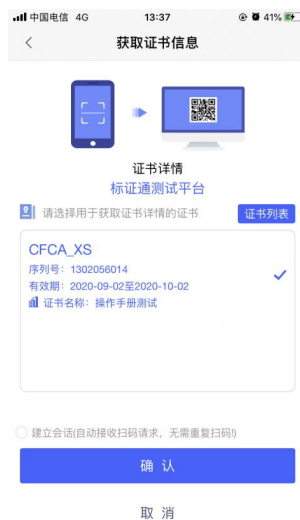 中国电信 4G 13:37 41%
获取证书信息
证书详情
标证通测试平台
请选择用于获取证书详情的证书 证书列表
CFCA_XS
序列号：1302056014
有效期：2020-09-02至2020-10-02
证书名称：操作手册测试
建立会话(自动接收扫码请求，无需重复扫码!)
确 认
取 消